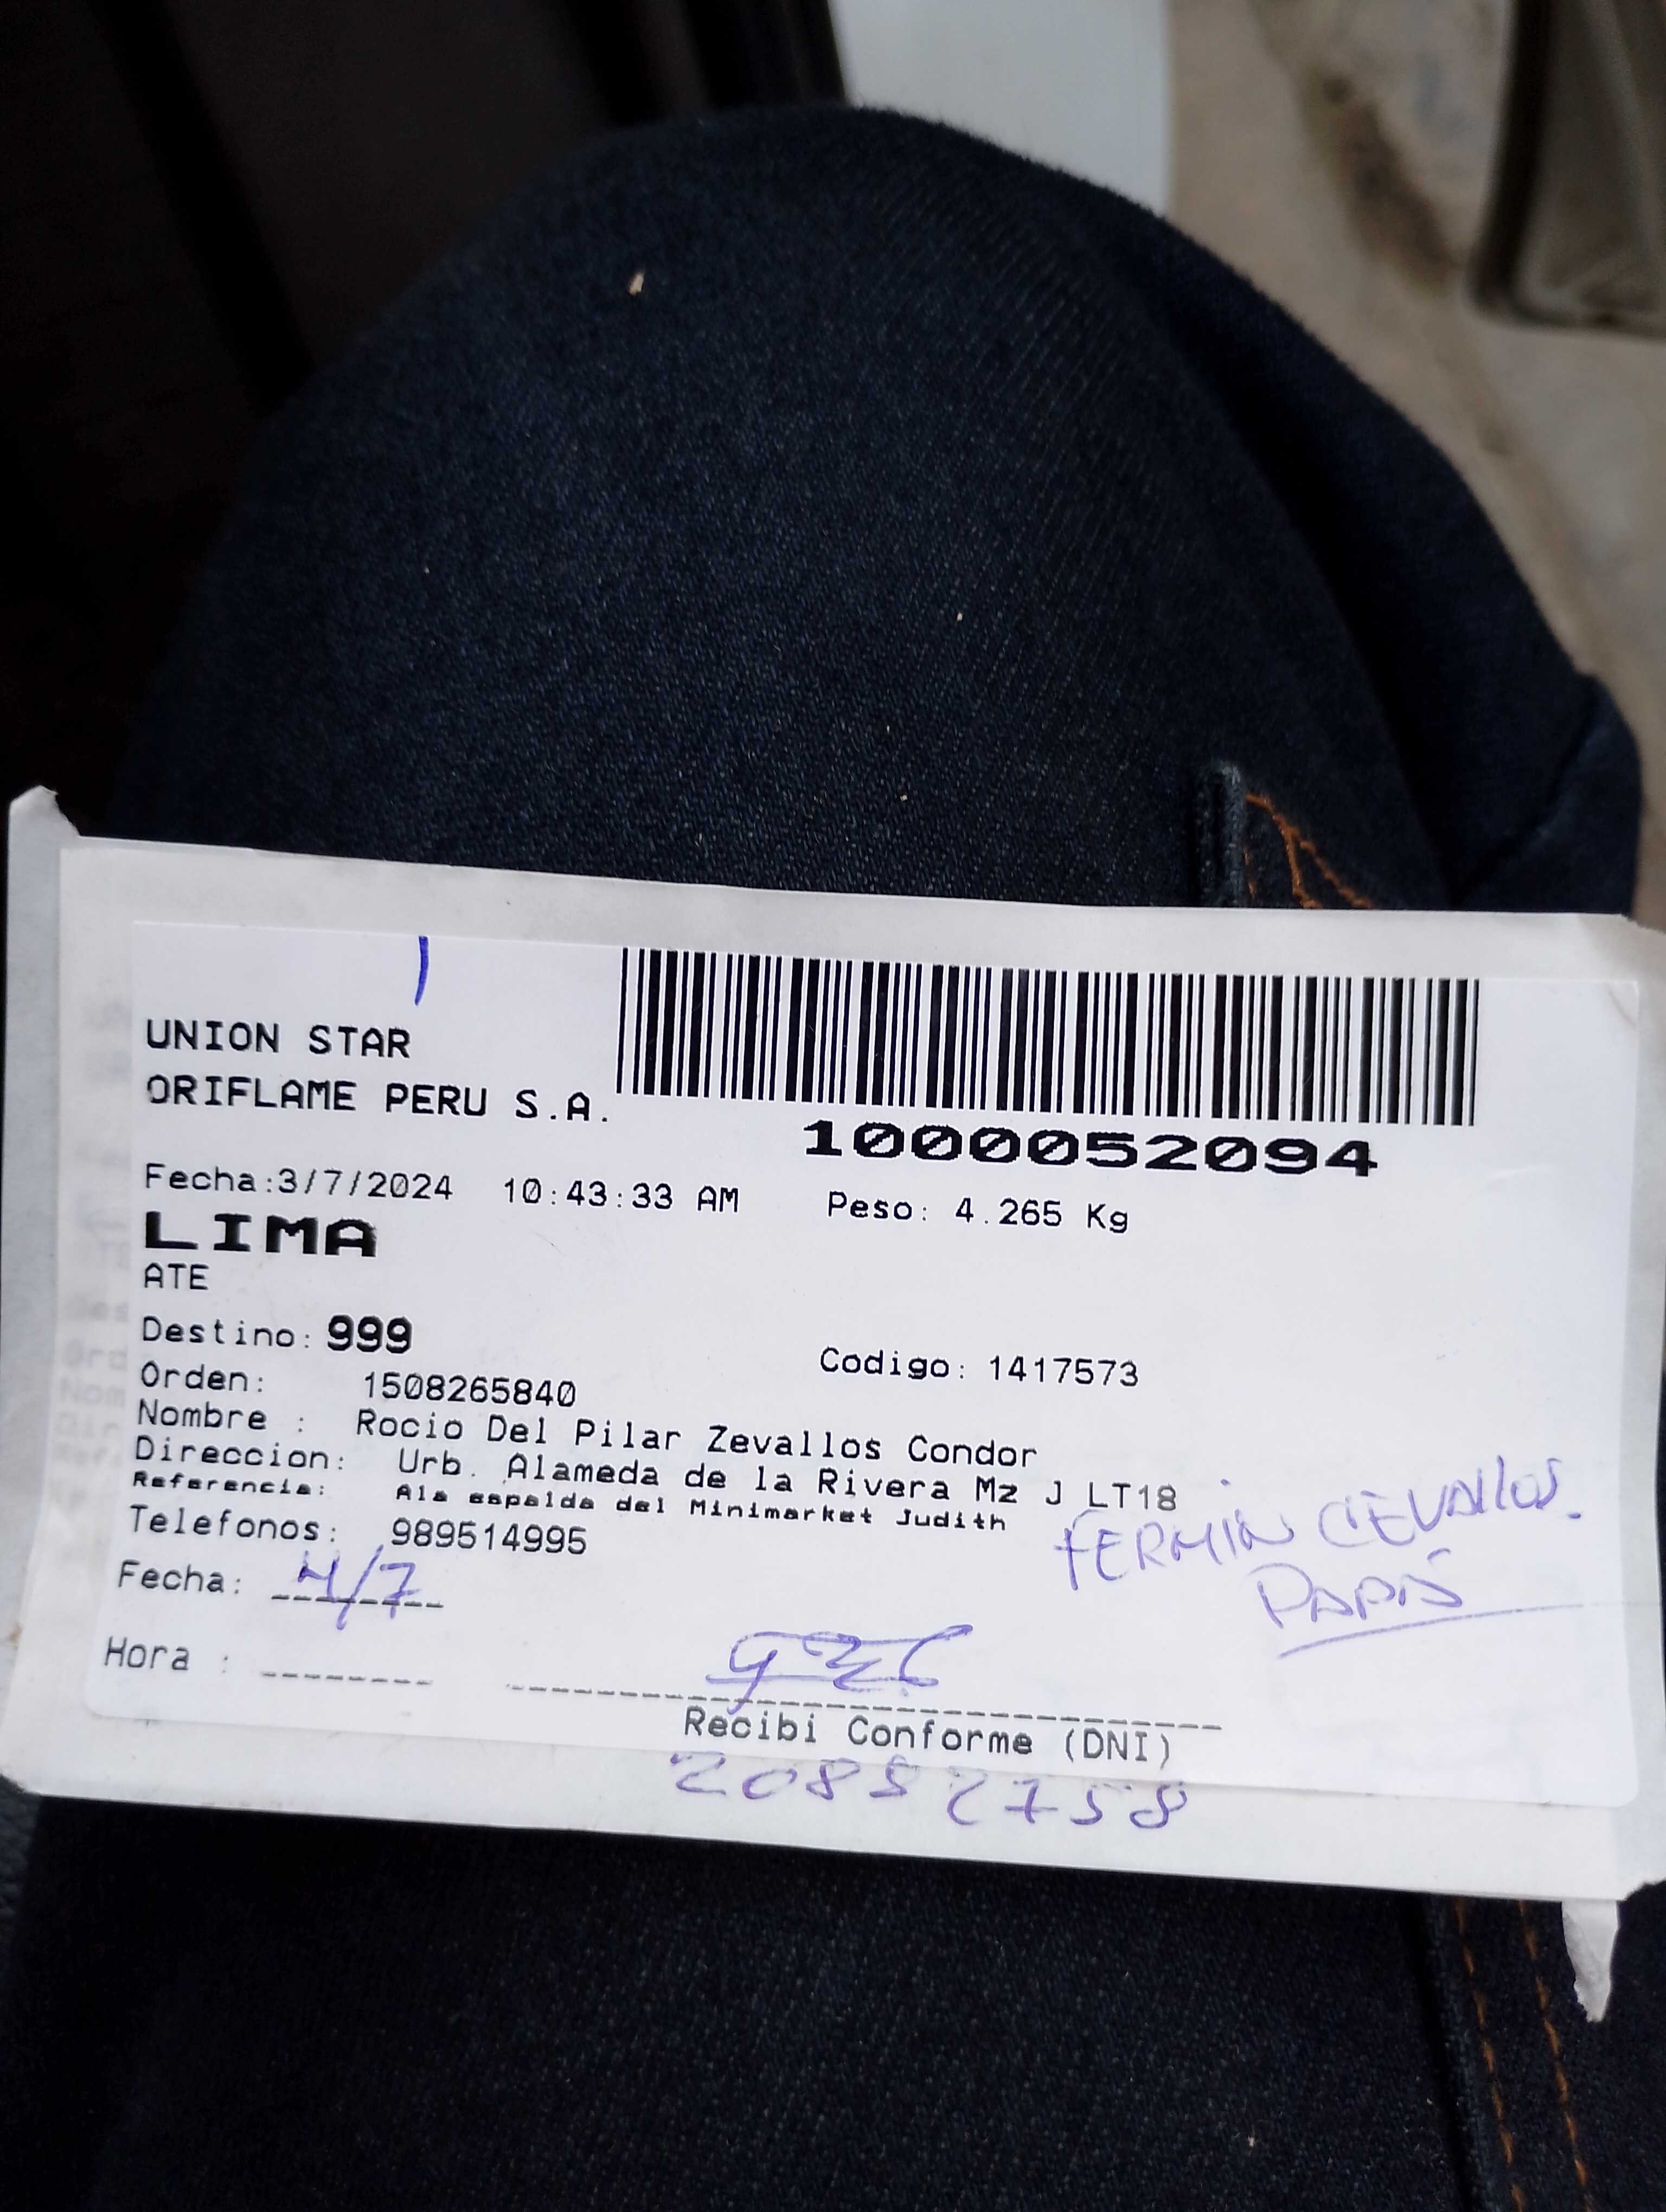 UNION STAR
ORIFLAME PERU S.A.
1000052094
Fecha:3/7/2024 10:43:33 AM Peso: 4.265 Kg
LIMA
ATE
Destino: 999 Codigo: 1417573
Orden: 1508265840
Nombre : Rocio Del Pilar Zevallos Condor
Direccion: Urb. Alameda de la Rivera Mz J LT18
Referencia: Ala espalda del Minimarket Judith
Telefonos: 989514995
FERMIN CEVALLOS.
PAPÁ
Fecha: 4/7
Hora :
Recibi Conforme (DNI)
20882758